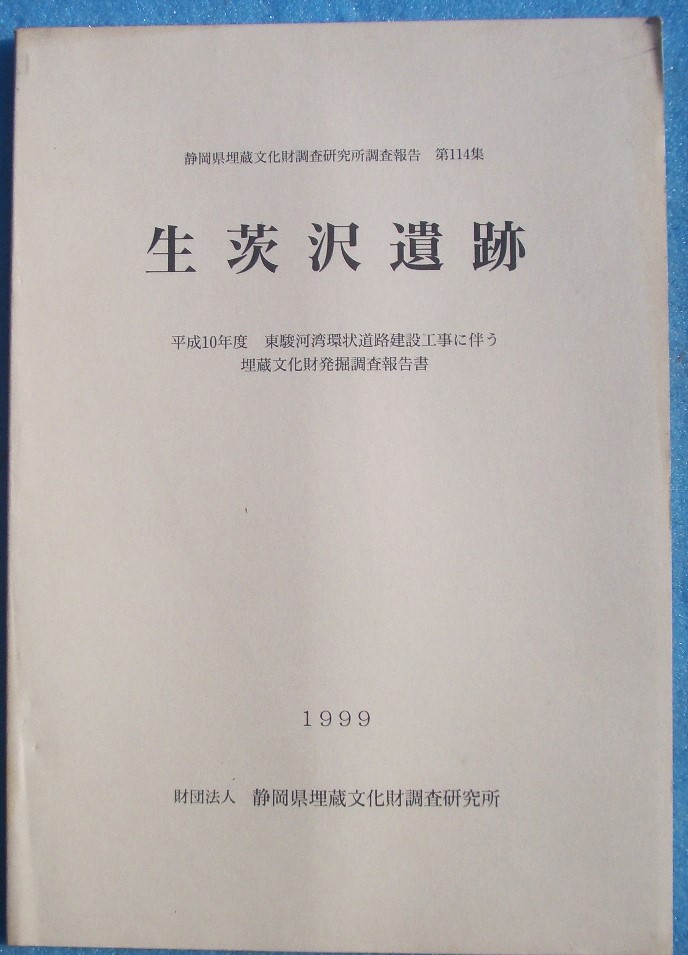 静岡県埋蔵文化財調査研究所調査報告　第114集
生茨沢遺跡
平成10年度　東駿河湾環状道路建設工事に伴う
埋蔵文化財発掘調査報告書
1999
財団法人　静岡県埋蔵文化財調査研究所